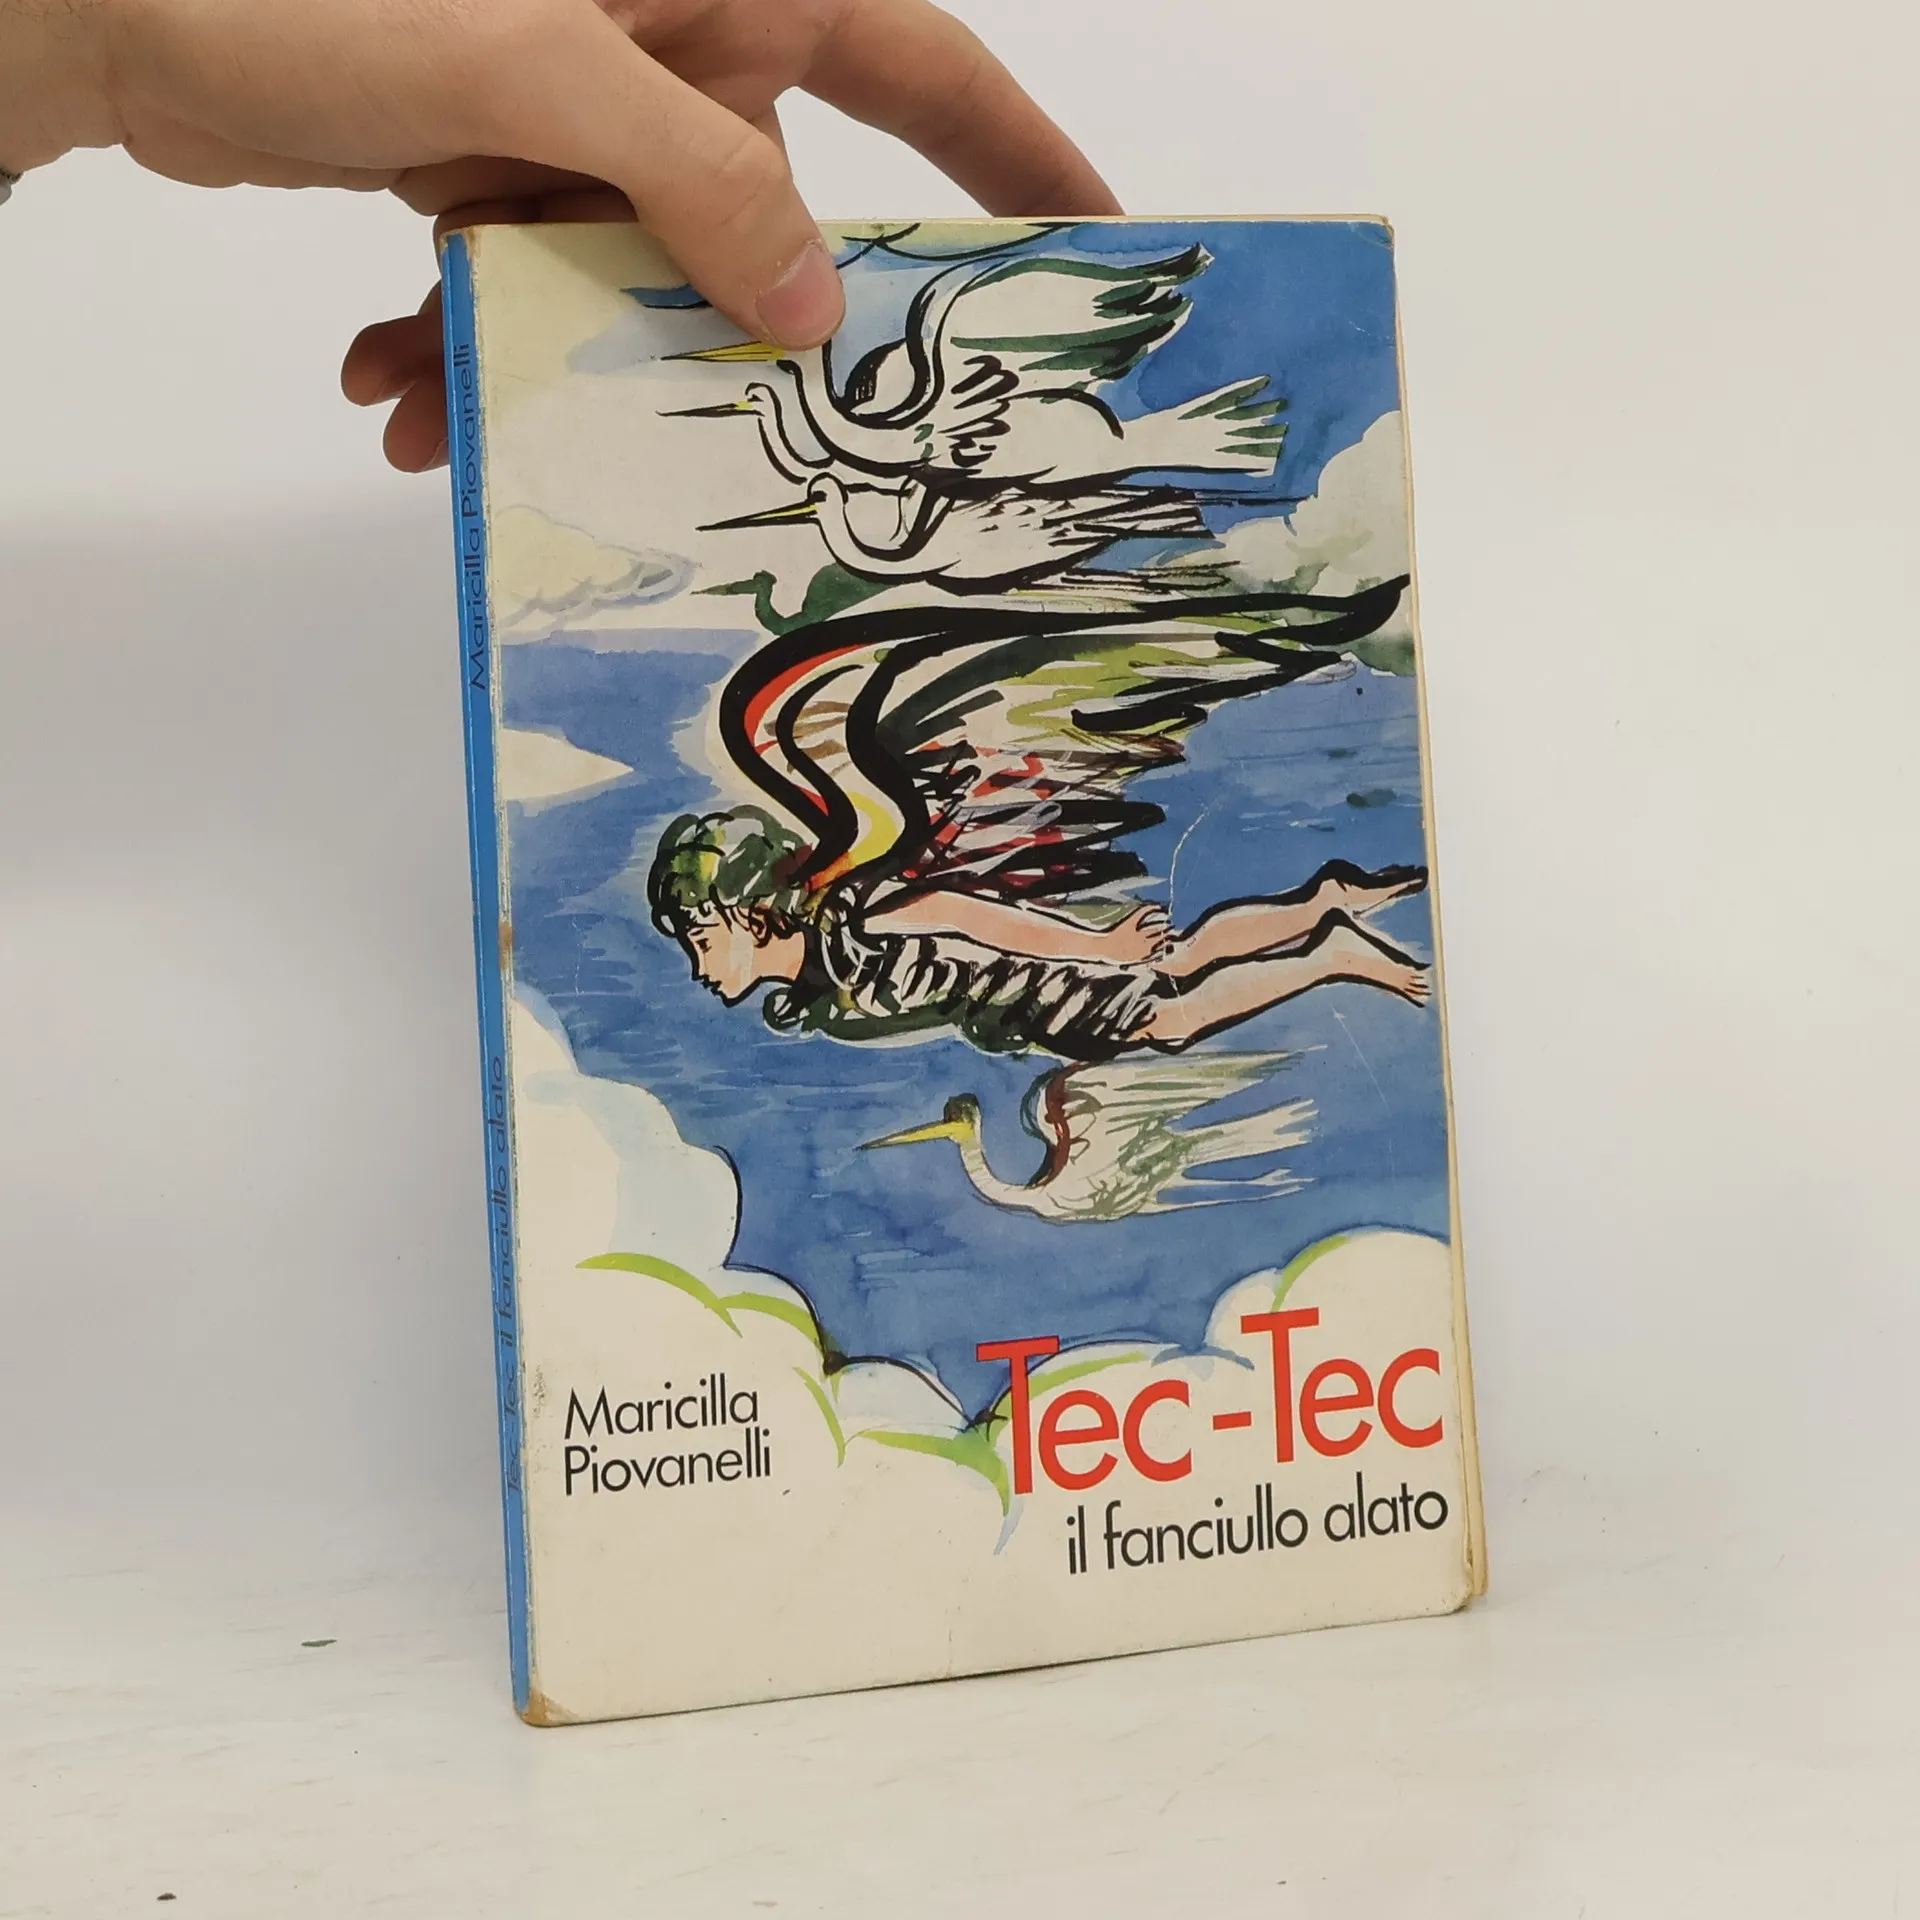 Maricilla Piovanelli
Tec-Tec il fanciullo alato
Maricilla
Piovanelli
Tec-Tec
il fanciullo alato